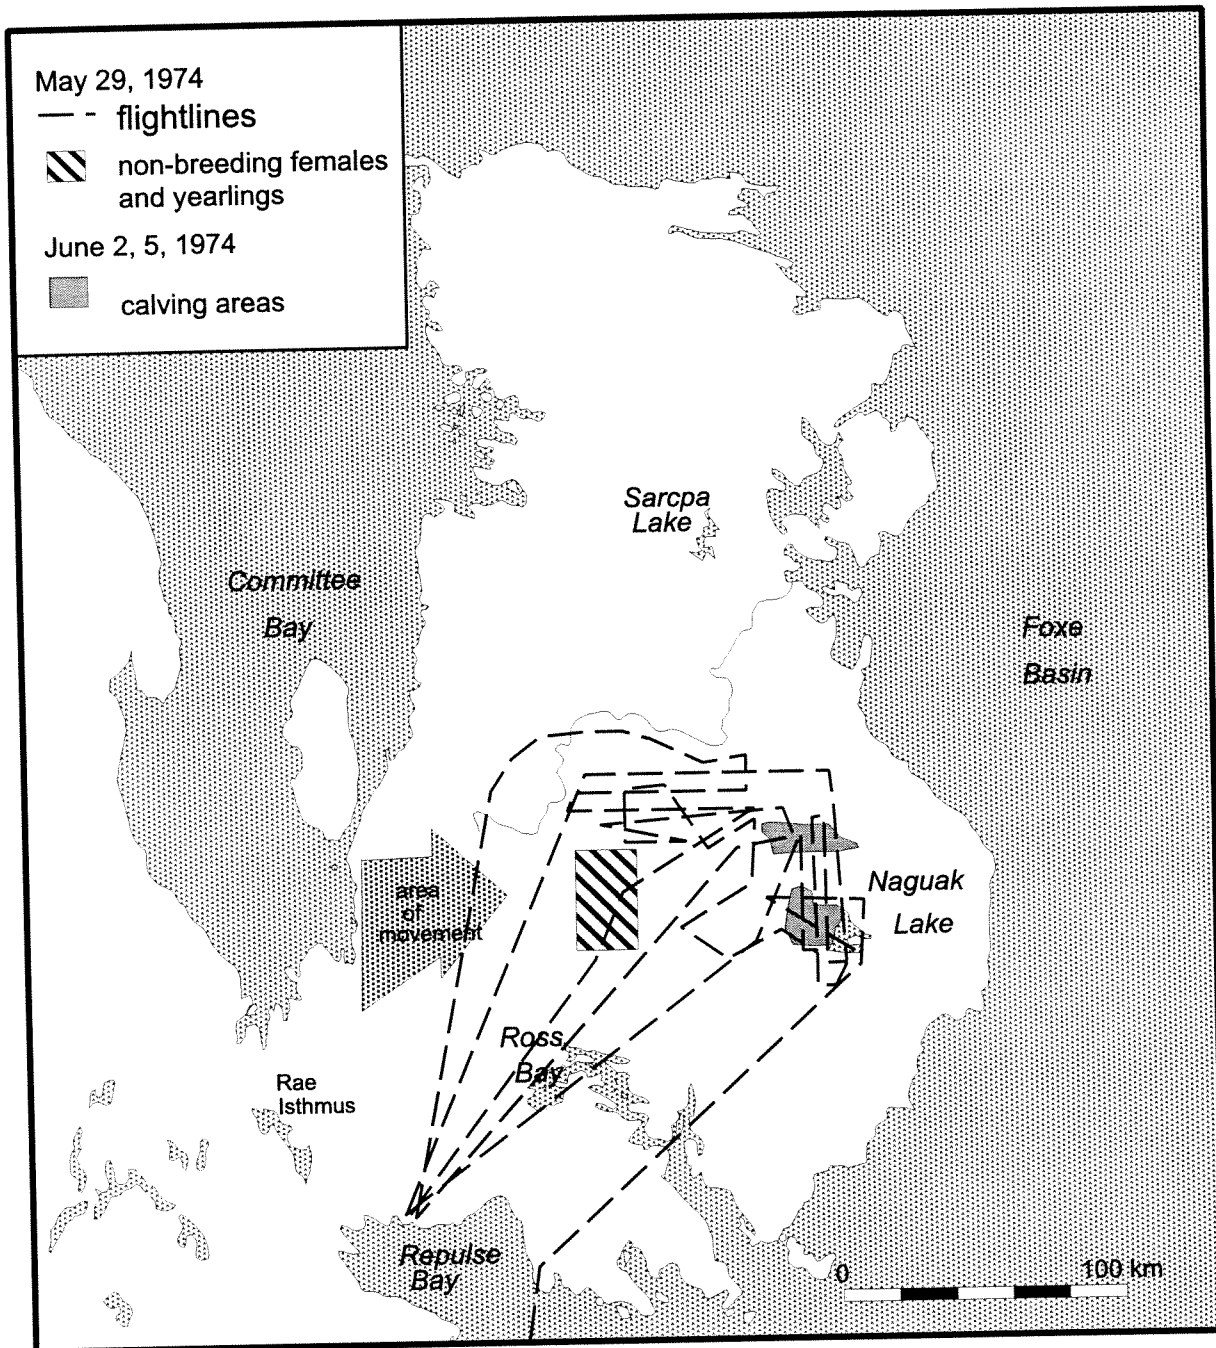 May 29, 1974
flightlines
non-breeding females
and yearlings
June 2, 5, 1974
calving areas
Sarcpa
Lake
Committee
Bay
Foxe
Basin
area
of
movement
Naguak
Lake
Ross
Bay
Rae
Isthmus
Repulse
Bay
0
100 km